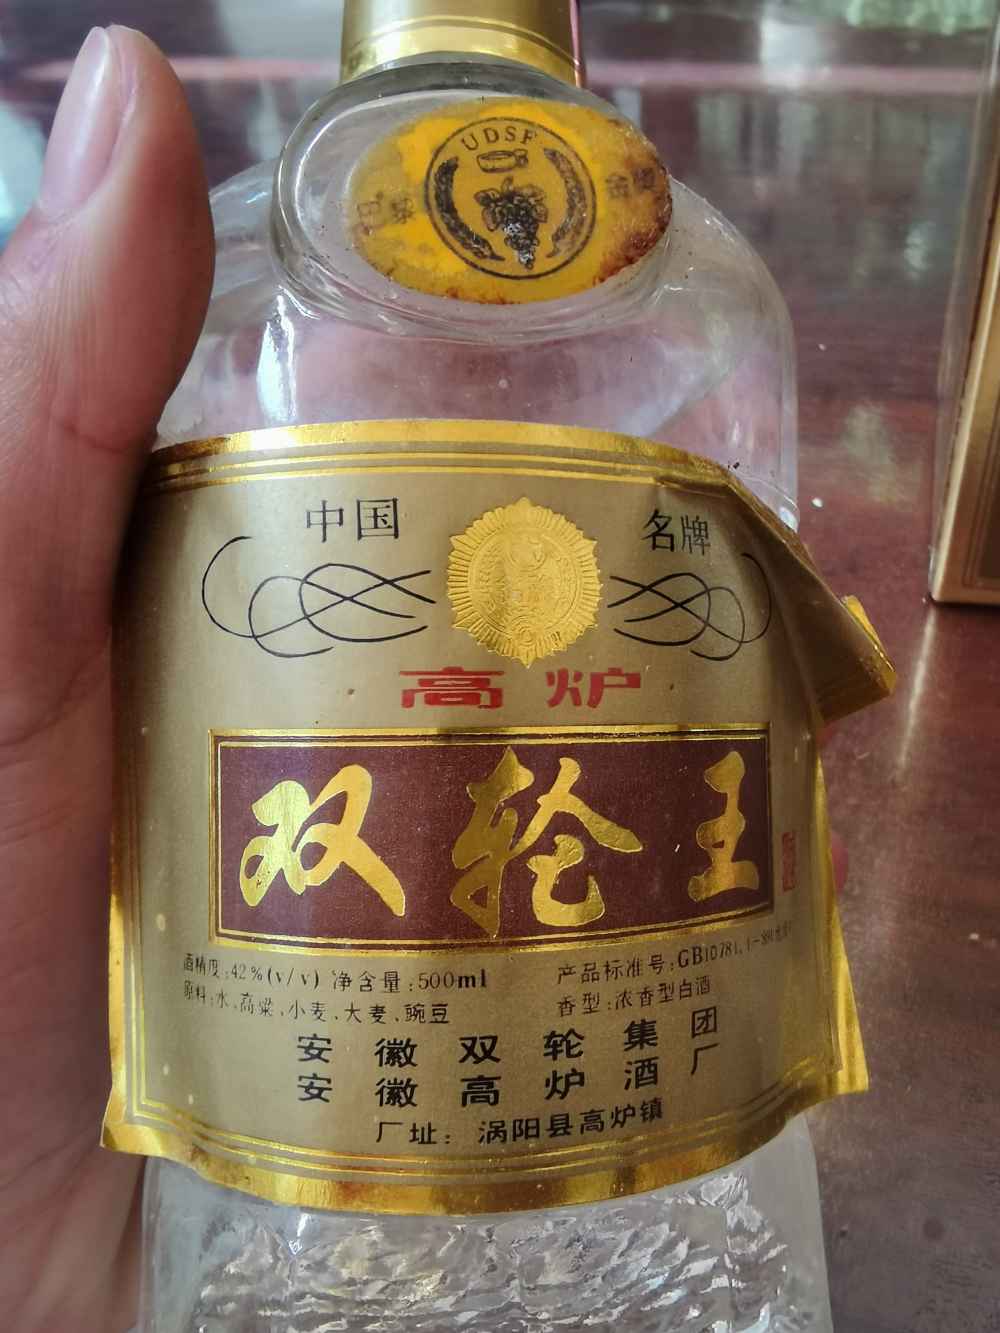 UDSF
中国 名牌
高炉
双轮王
酒精度:42%(v/v) 净含量:500ml
原料:水、高粱、小麦、大麦、豌豆
产品标准号:GB10781.1-89
香型:浓香型白酒
安徽双轮集团
安徽高炉酒厂
厂址：涡阳县高炉镇